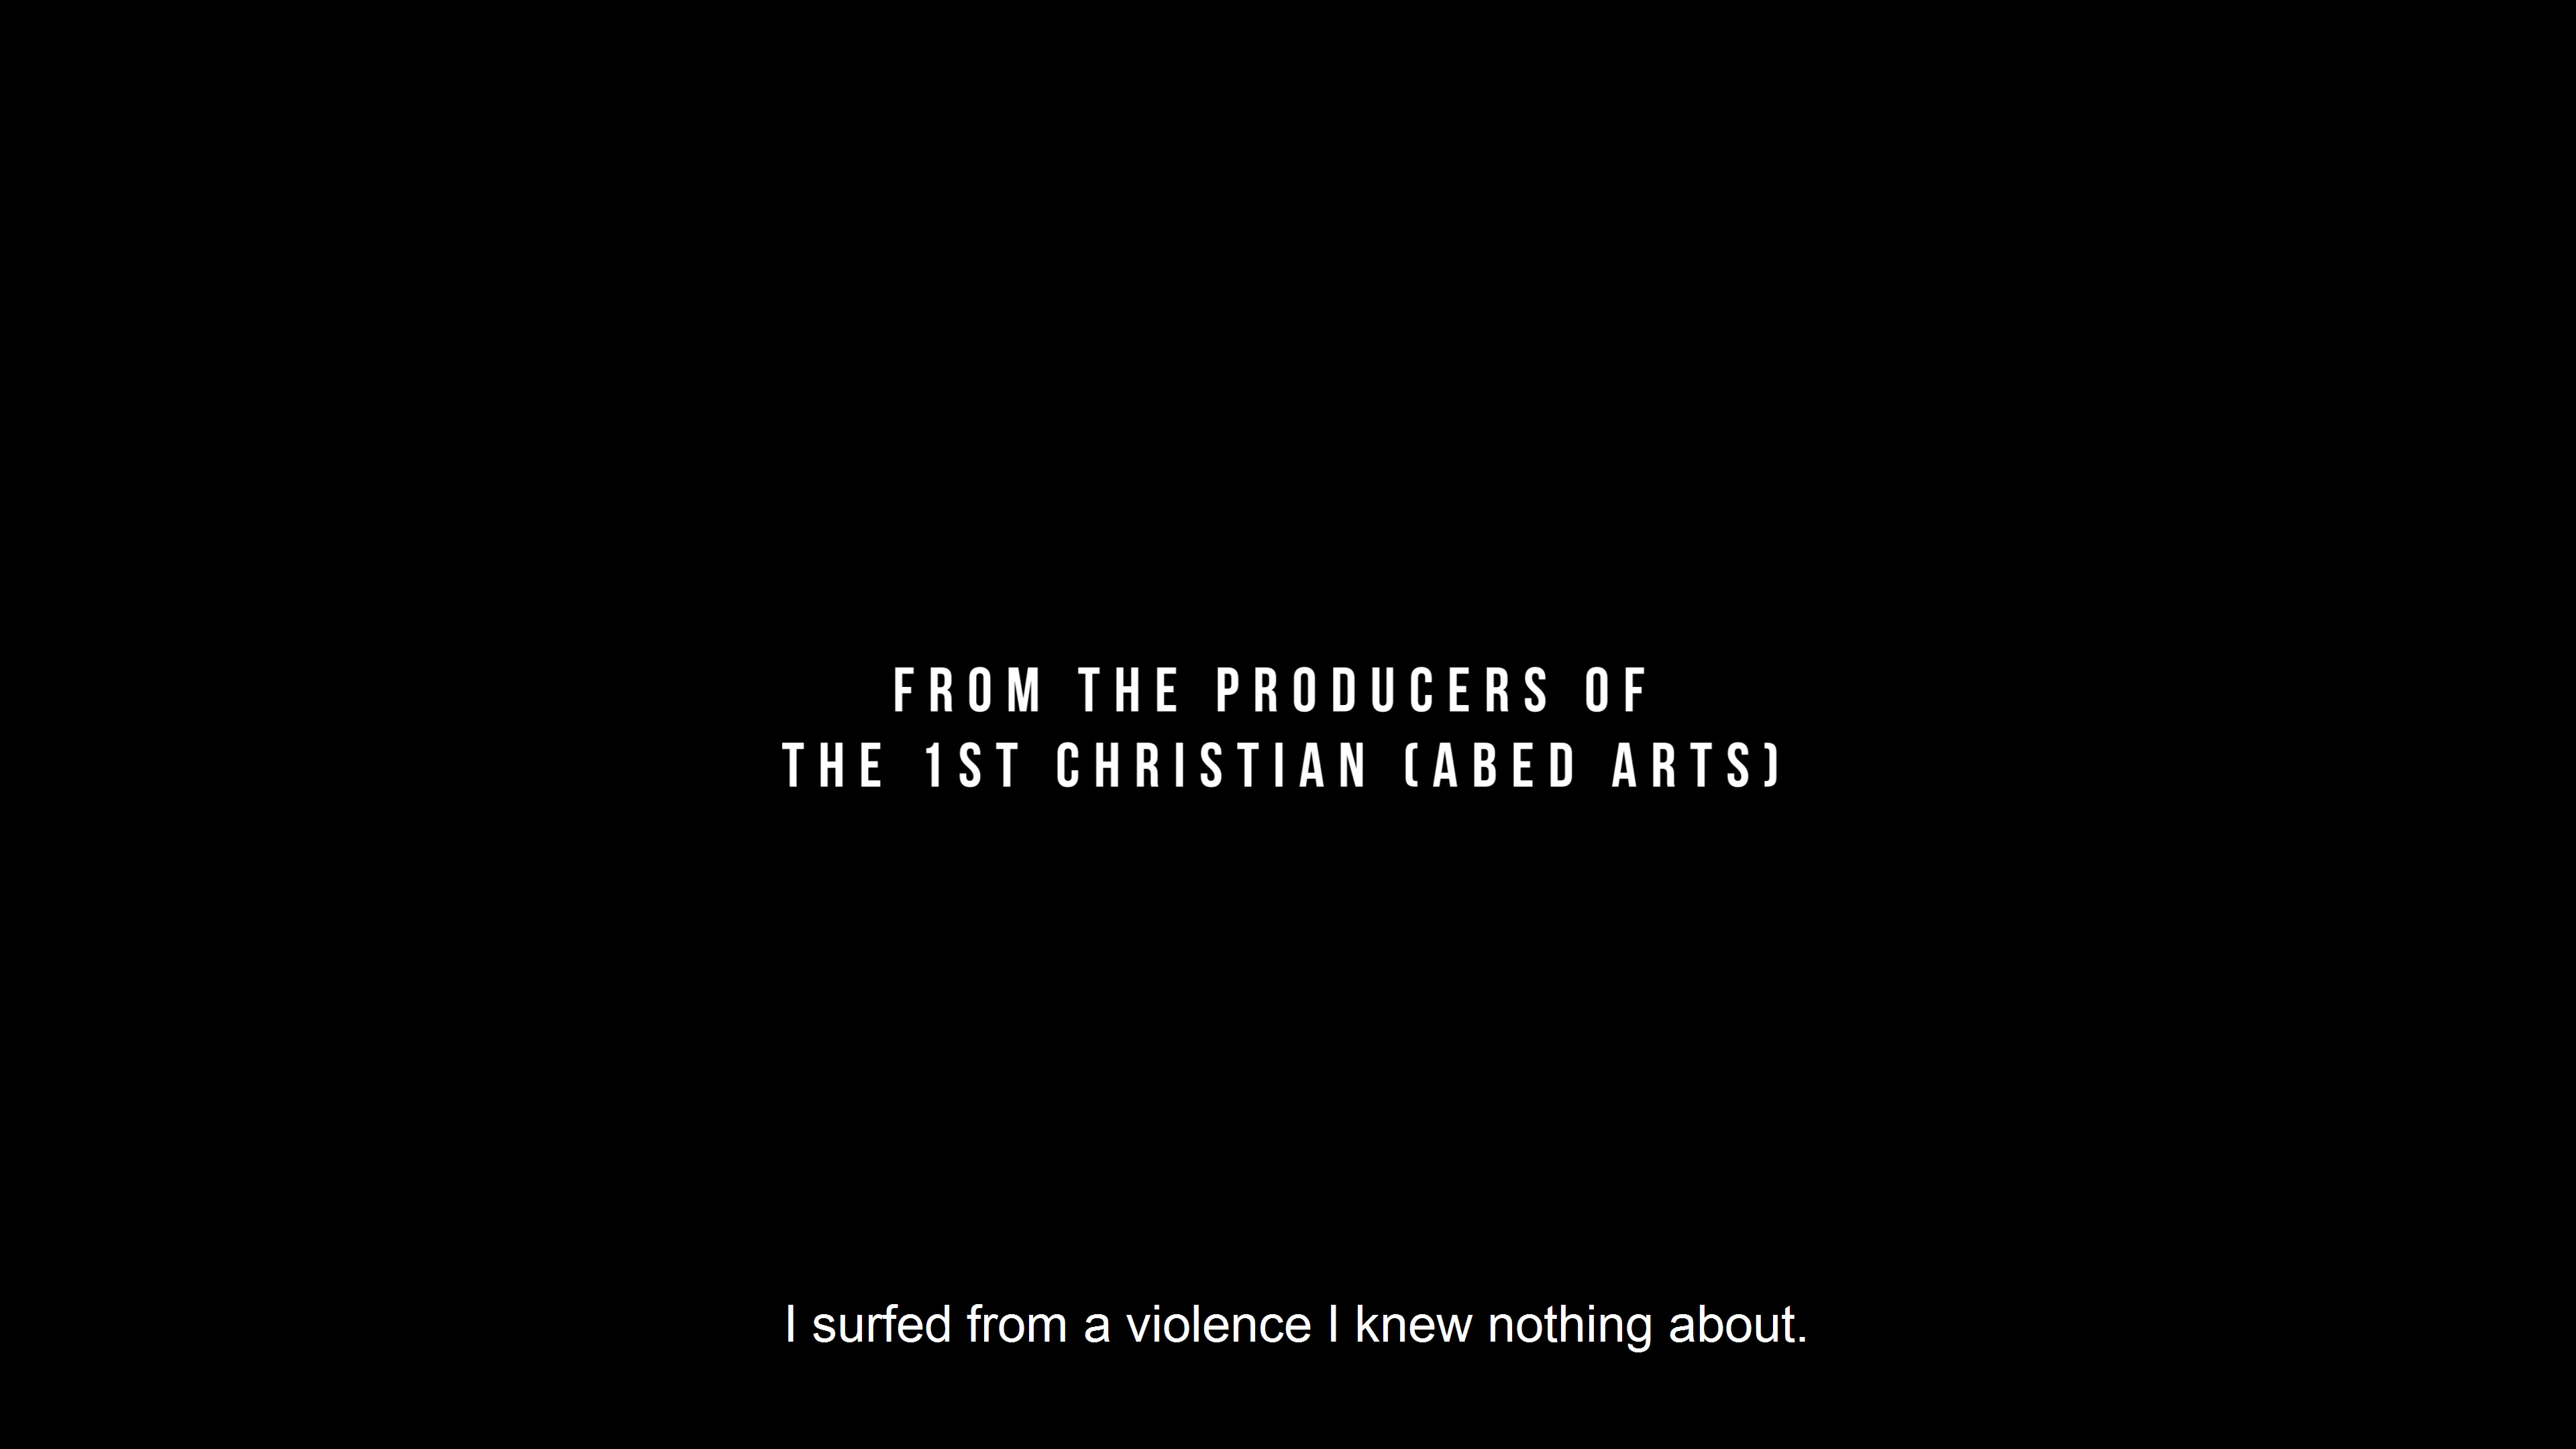 FROM THE PRODUCERS OF
THE 1ST CHRISTIAN (ABED ARTS)
I surfed from a violence I knew nothing about.